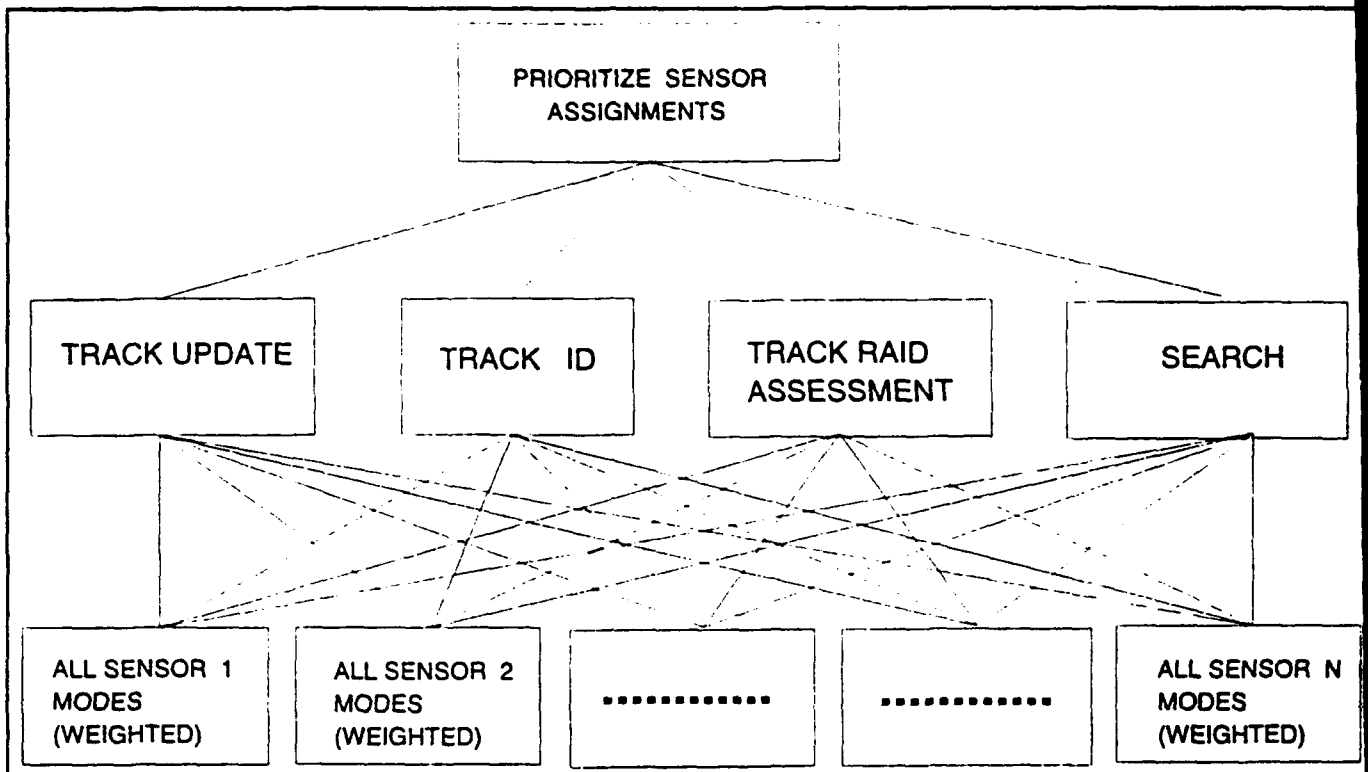 PRIORITIZE SENSOR
ASSIGNMENTS
TRACK UPDATE
TRACK ID
TRACK RAID
ASSESSMENT
SEARCH
ALL SENSOR 1
MODES
(WEIGHTED)
ALL SENSOR 2
MODES
(WEIGHTED)
............
............
ALL SENSOR N
MODES
(WEIGHTED)